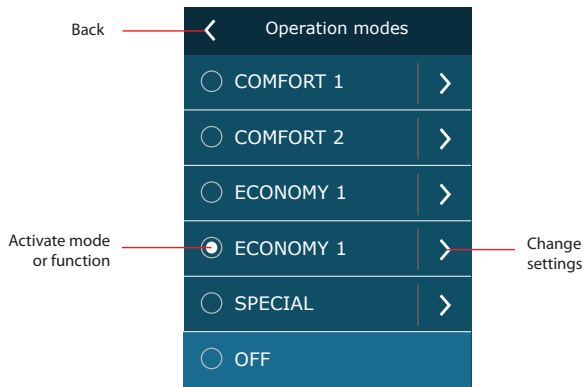 Back
Operation modes
COMFORT 1
COMFORT 2
ECONOMY 1
Activate mode
or function
ECONOMY 1
Change
settings
SPECIAL
OFF